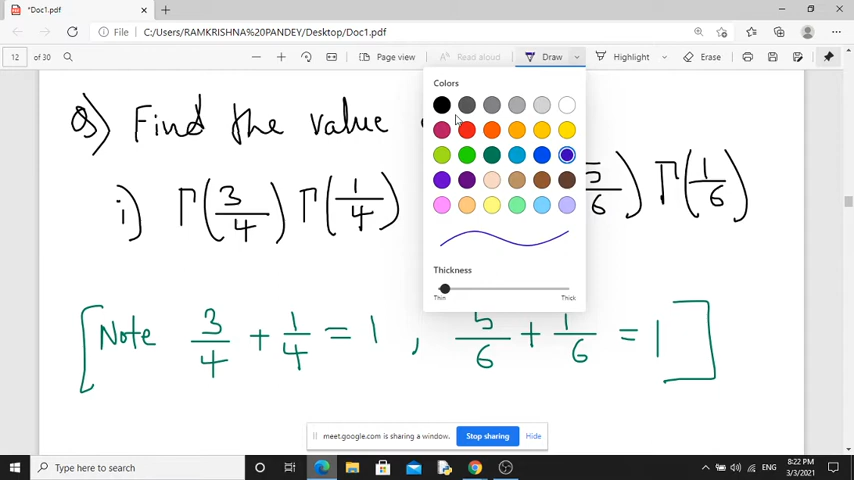 *Doc1.pdf
File | C:/Users/RAMKRISHNA%20PANDEY/Desktop/Doc1.pdf
12 of 30 Page view Read aloud Draw Highlight Erase
Colors
Q) Find the value
i) Γ(3/4) Γ(1/4) 5/6) Γ(1/6)
Thickness
Thin Thick
[Note 3/4 + 1/4 = 1 , 5/6 + 1/6 = 1]
meet.google.com is sharing a window. Stop sharing Hide
Type here to search
ENG
8:22 PM
3/3/2021